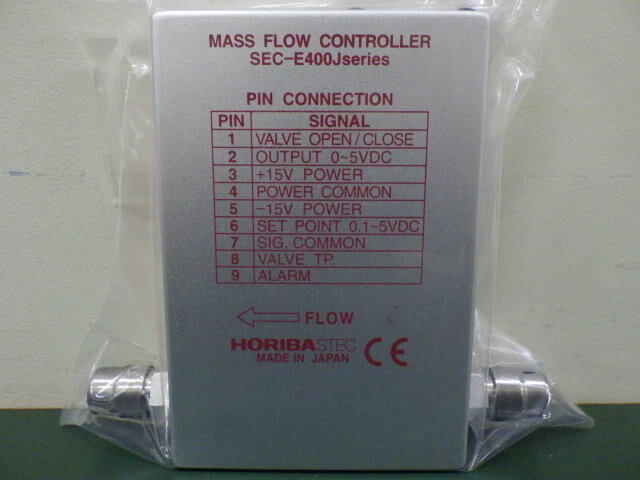 MASS FLOW CONTROLLER
SEC-E400Jseries
PIN CONNECTION
PIN SIGNAL
1 VALVE OPEN/CLOSE
2 OUTPUT 0~5VDC
3 +15V POWER
4 POWER COMMON
5 -15V POWER
6 SET POINT 0.1~5VDC
7 SIG. COMMON
8 VALVE TP.
9 ALARM
FLOW
HORIBASTEC
MADE IN JAPAN CE